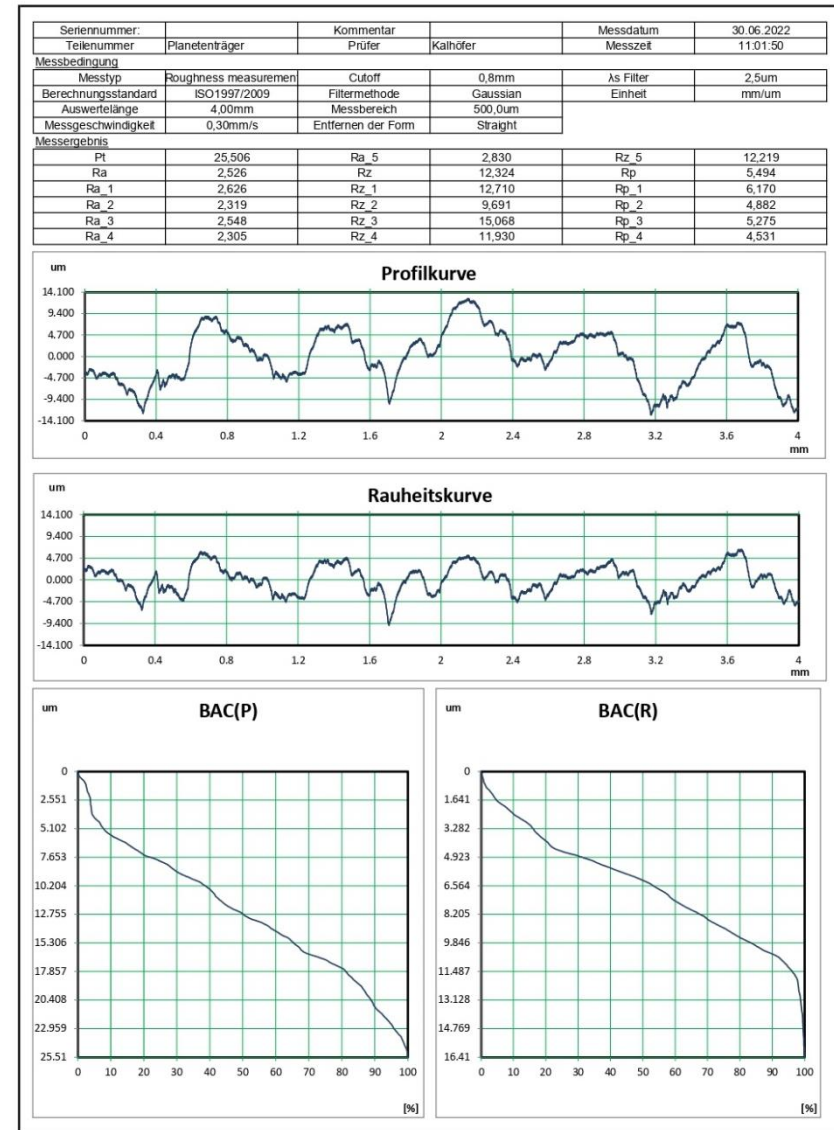 Seriennummer: Kommentar Messdatum 30.06.2022
Teilenummer Planetenträger Prüfer Kalhöfer Messzeit 11:01:50
Messbedingung
Messtyp Roughness measuremen Cutoff 0,8mm λs Filter 2,5um
Berechnungsstandard ISO1997/2009 Filtermethode Gaussian Einheit mm/um
Auswertelänge 4,00mm Messbereich 500,0um
Messgeschwindigkeit 0,30mm/s Entfernen der Form Straight
Messergebnis
Pt 25,506 Ra_5 2,830 Rz_5 12,219
Ra 2,526 Rz 12,324 Rp 5,494
Ra_1 2,626 Rz_1 12,710 Rp_1 6,170
Ra_2 2,319 Rz_2 9,691 Rp_2 4,882
Ra_3 2,548 Rz_3 15,068 Rp_3 5,275
Ra_4 2,305 Rz_4 11,930 Rp_4 4,531
um
Profilkurve
14.100
9.400
4.700
0.000
-4.700
-9.400
-14.100
0 0.4 0.8 1.2 1.6 2 2.4 2.8 3.2 3.6 4
mm
um
Rauheitskurve
14.100
9.400
4.700
0.000
-4.700
-9.400
-14.100
0 0.4 0.8 1.2 1.6 2 2.4 2.8 3.2 3.6 4
mm
um
BAC(P)
0
2.551
5.102
7.653
10.204
12.755
15.306
17.857
20.408
22.959
25.51
0 10 20 30 40 50 60 70 80 90 100
[%]
um
BAC(R)
0
1.641
3.282
4.923
6.564
8.205
9.846
11.487
13.128
14.769
16.41
0 10 20 30 40 50 60 70 80 90 100
[%]